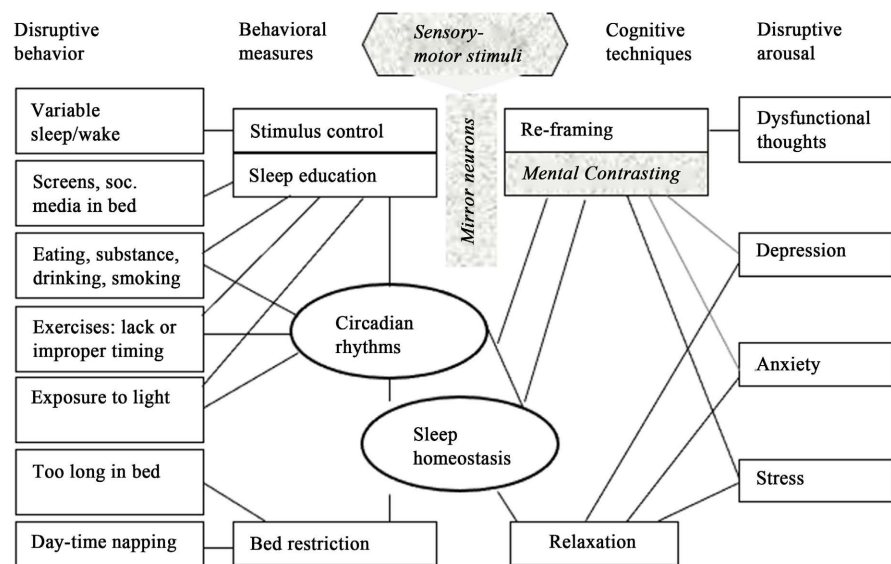 Disruptive
behavior
Behavioral
measures
Sensory-
motor stimuli
Cognitive
techniques
Disruptive
arousal
Variable
sleep/wake
Screens, soc.
media in bed
Eating, substance,
drinking, smoking
Exercises: lack or
improper timing
Exposure to light
Too long in bed
Day-time napping
Stimulus control
Sleep education
Mirror neurons
Re-framing
Mental Contrasting
Dysfunctional
thoughts
Depression
Anxiety
Stress
Circadian
rhythms
Sleep
homeostasis
Bed restriction
Relaxation